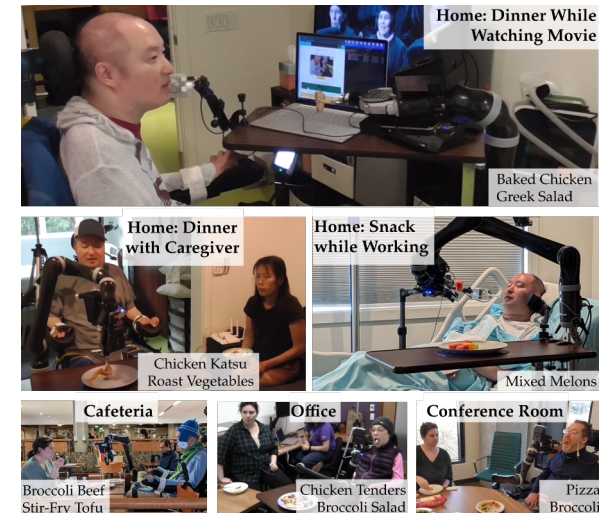 Home: Dinner While
Watching Movie
Baked Chicken
Greek Salad
Home: Dinner
with Caregiver
Chicken Katsu
Roast Vegetables
Home: Snack
while Working
Mixed Melons
Cafeteria
Broccoli Beef
Stir-Fry Tofu
Office
Chicken Tenders
Broccoli Salad
Conference Room
Pizza
Broccoli